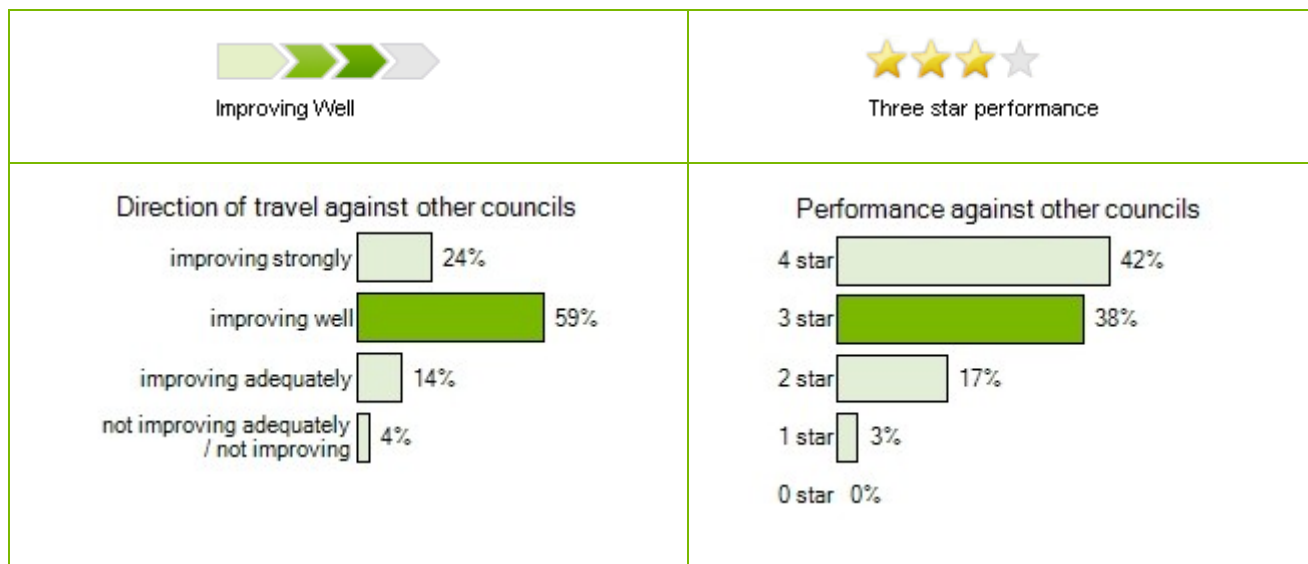 Improving Well
Three star performance
Direction of travel against other councils
improving strongly 24%
improving well 59%
improving adequately 14%
not improving adequately
/ not improving 4%
Performance against other councils
4 star 42%
3 star 38%
2 star 17%
1 star 3%
0 star 0%